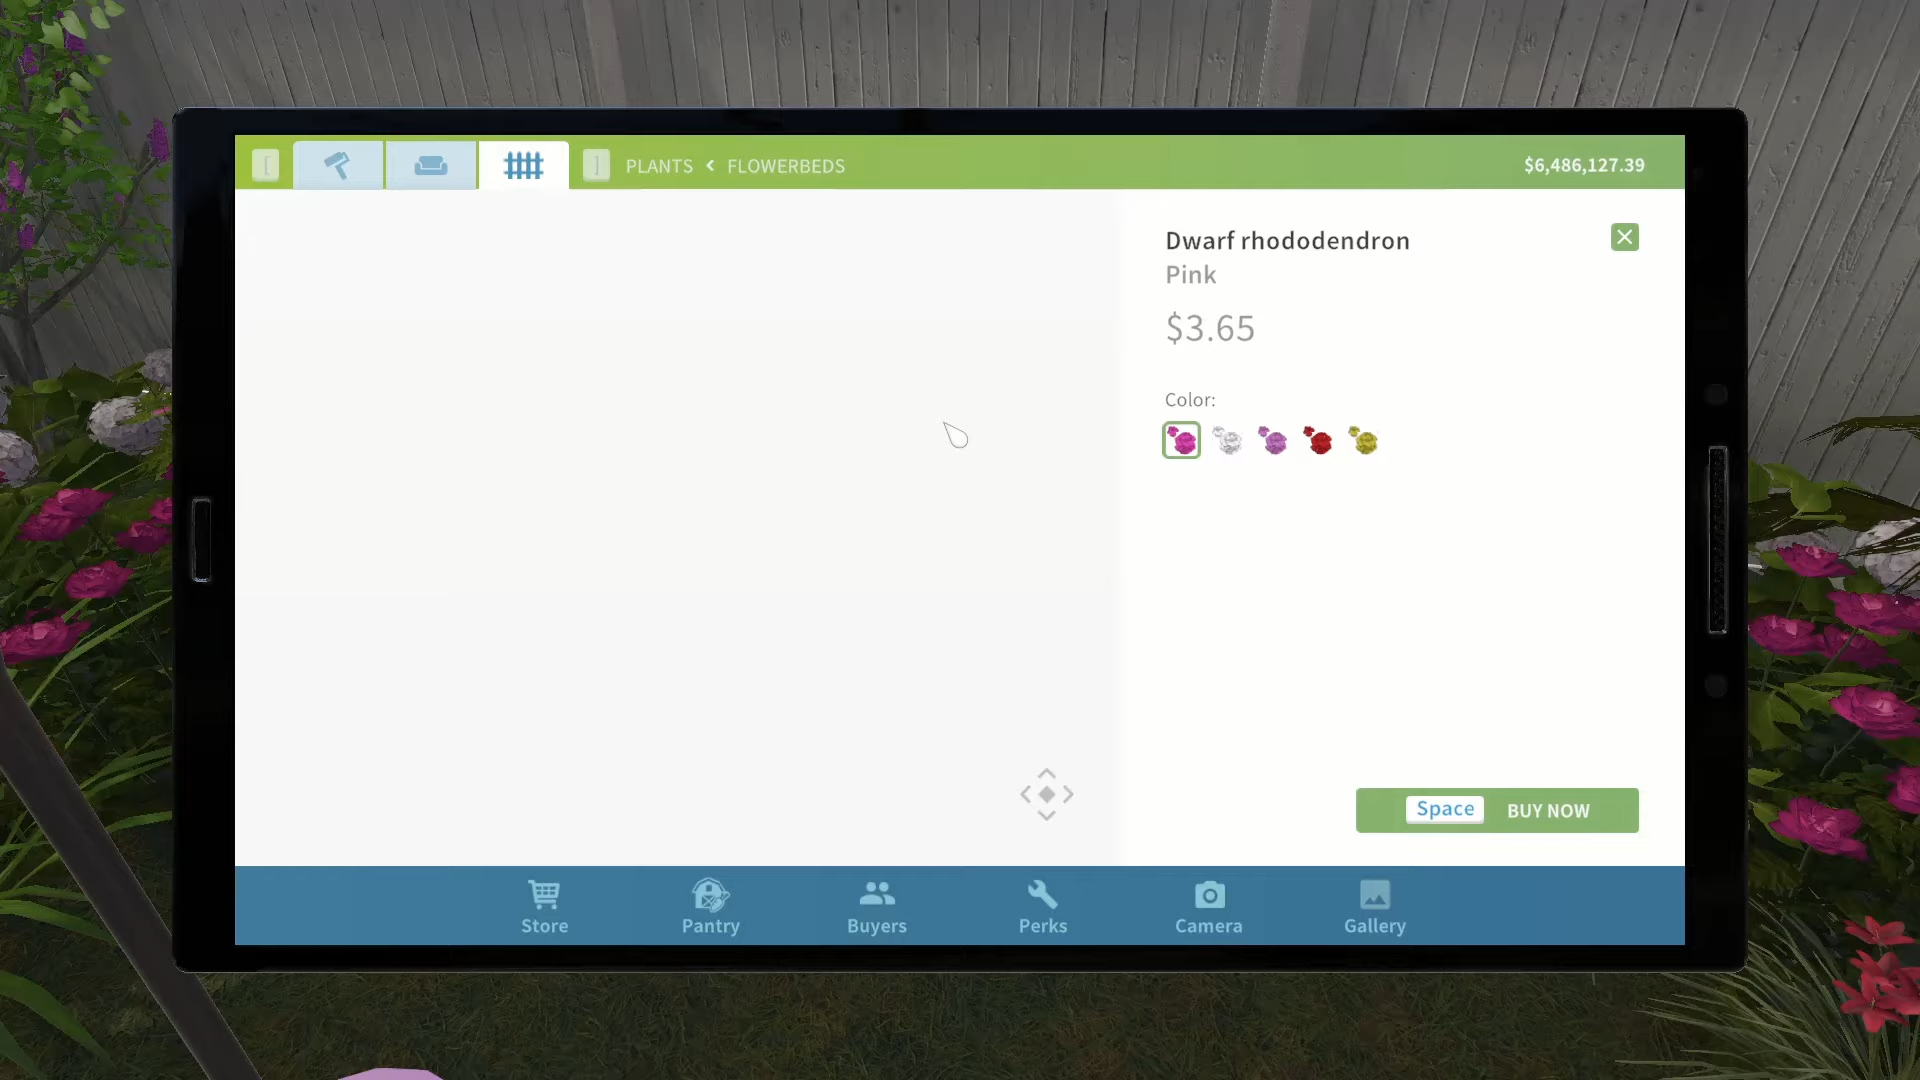 [
]
PLANTS < FLOWERBEDS
$6,486,127.39
Dwarf rhododendron
Pink
$3.65
Color:
Space BUY NOW
Store
Pantry
Buyers
Perks
Camera
Gallery